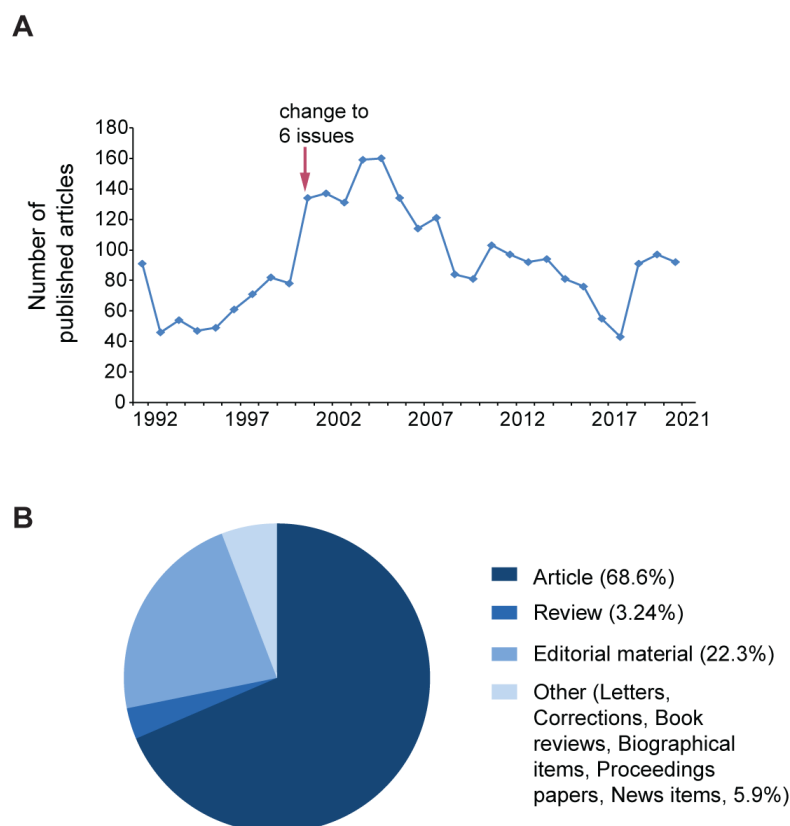 A
change to
6 issues
180
160
140
120
100
80
60
40
20
0
Number of
published articles
1992 1997 2002 2007 2012 2017 2021
B
Article (68.6%)
Review (3.24%)
Editorial material (22.3%)
Other (Letters,
Corrections, Book
reviews, Biographical
items, Proceedings
papers, News items, 5.9%)